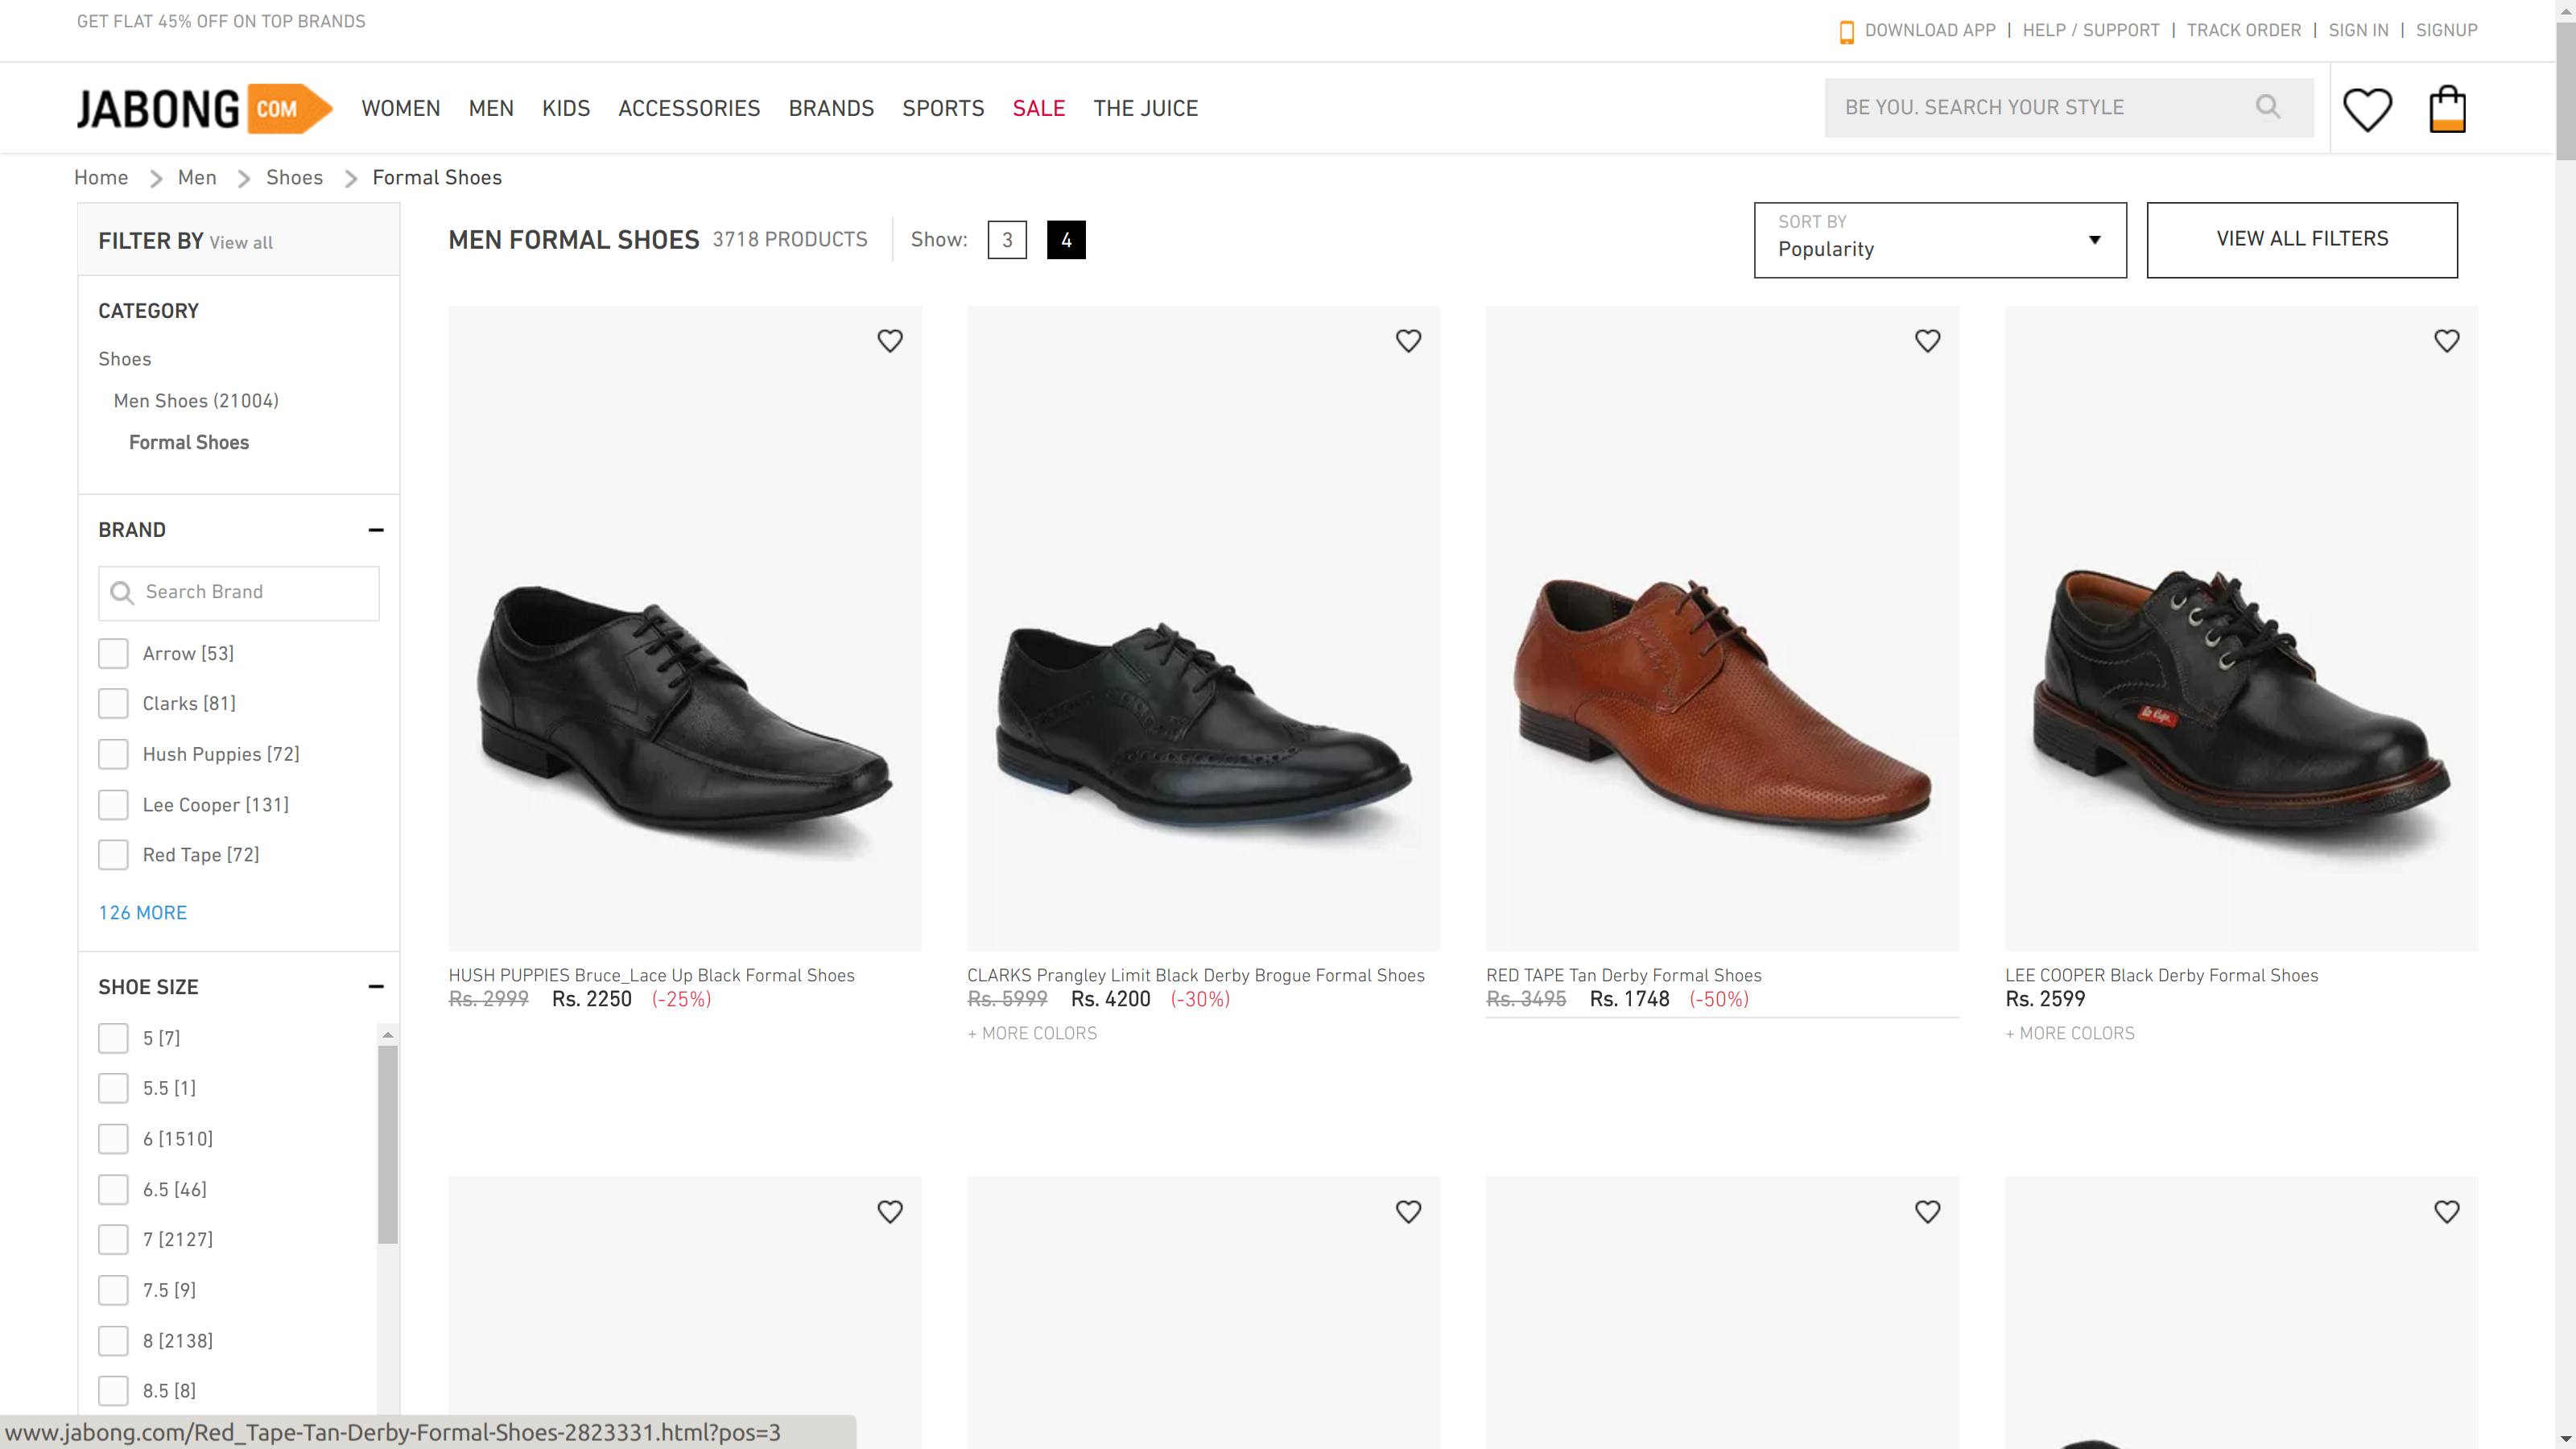 GET FLAT 45% OFF ON TOP BRANDS
DOWNLOAD APP | HELP / SUPPORT | TRACK ORDER | SIGN IN | SIGNUP
JABONG COM
WOMEN MEN KIDS ACCESSORIES BRANDS SPORTS SALE THE JUICE
BE YOU. SEARCH YOUR STYLE
Home > Men > Shoes > Formal Shoes
FILTER BY View all
MEN FORMAL SHOES 3718 PRODUCTS Show: 3 4
SORT BY
Popularity
VIEW ALL FILTERS
CATEGORY
Shoes
Men Shoes (21004)
Formal Shoes
BRAND
Search Brand
Arrow [53]
Clarks [81]
Hush Puppies [72]
Lee Cooper [131]
Red Tape [72]
126 MORE
SHOE SIZE
5 [7]
5.5 [1]
6 [1510]
6.5 [46]
7 [2127]
7.5 [9]
8 [2138]
8.5 [8]
Lee Cooper
HUSH PUPPIES Bruce_Lace Up Black Formal Shoes
Rs. 2999 Rs. 2250 (-25%)
CLARKS Prangley Limit Black Derby Brogue Formal Shoes
Rs. 5999 Rs. 4200 (-30%)
+ MORE COLORS
RED TAPE Tan Derby Formal Shoes
Rs. 3495 Rs. 1748 (-50%)
LEE COOPER Black Derby Formal Shoes
Rs. 2599
+ MORE COLORS
www.jabong.com/Red_Tape-Tan-Derby-Formal-Shoes-2823331.html?pos=3